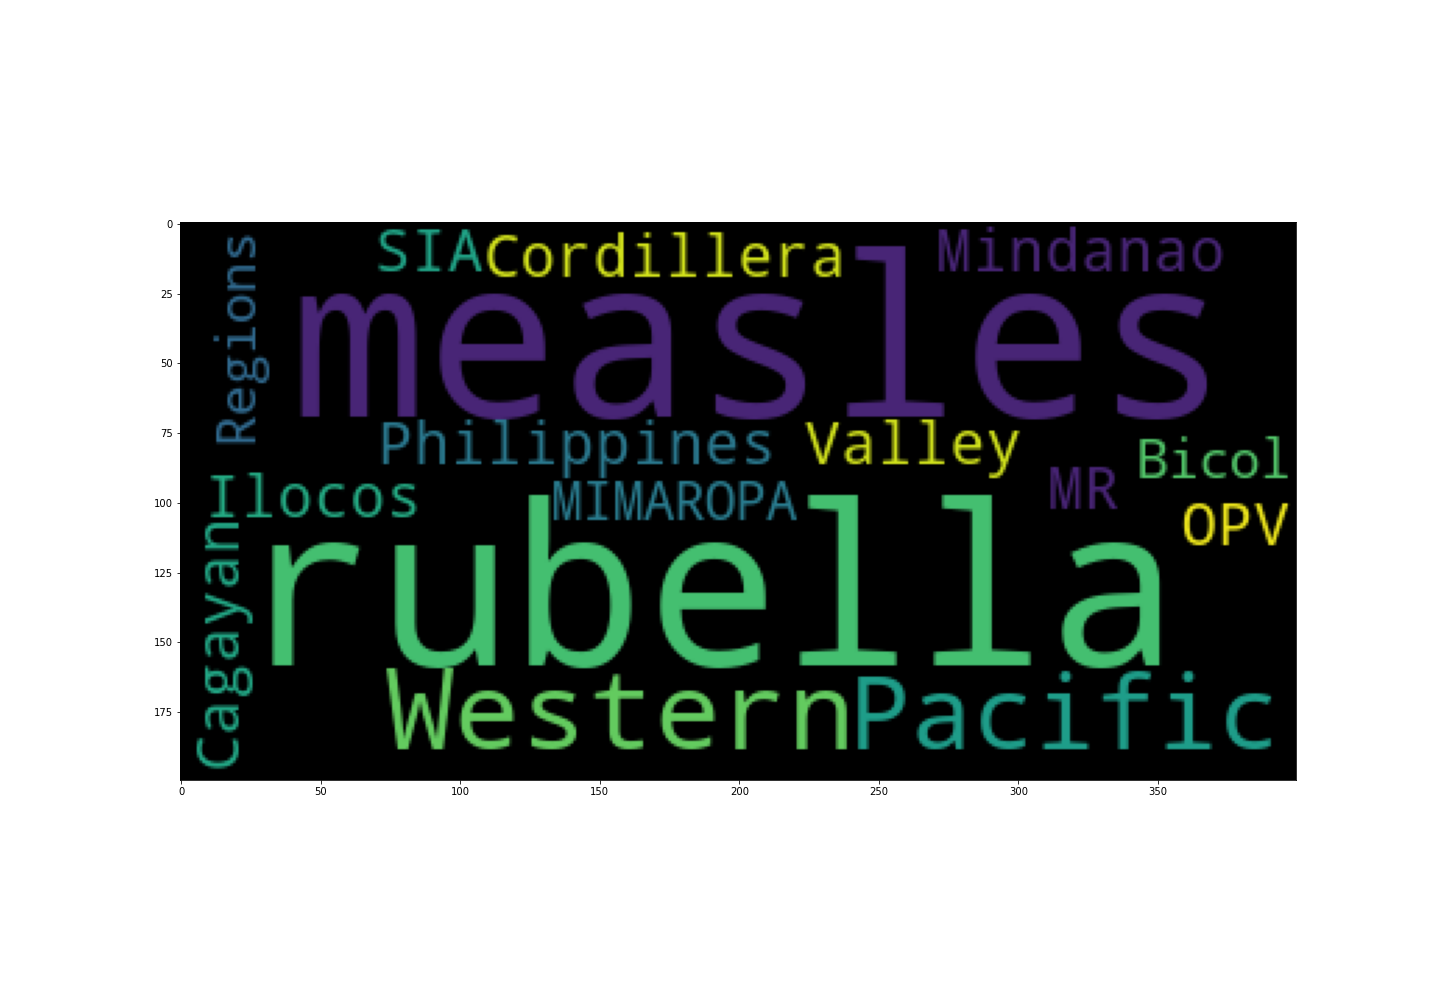 SIA Cordillera Mindanao
Regions
measles
Philippines Valley Bicol
Ilocos MIMAROPA MR OPV
Cagayan
rubella
Western Pacific
0
25
50
75
100
125
150
175
0 50 100 150 200 250 300 350